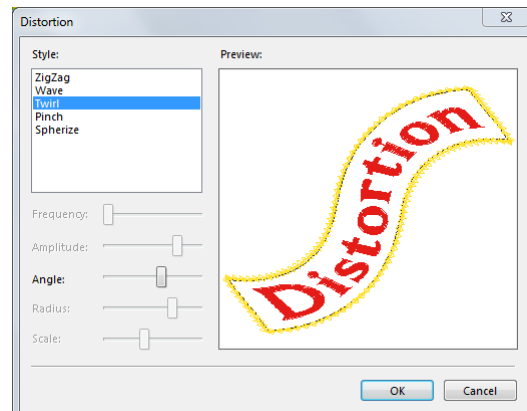 Distortion
Style:
ZigZag
Wave
Twirl
Pinch
Spherize
Frequency:
Amplitude:
Angle:
Radius:
Scale:
Preview:
Distortion
OK
Cancel